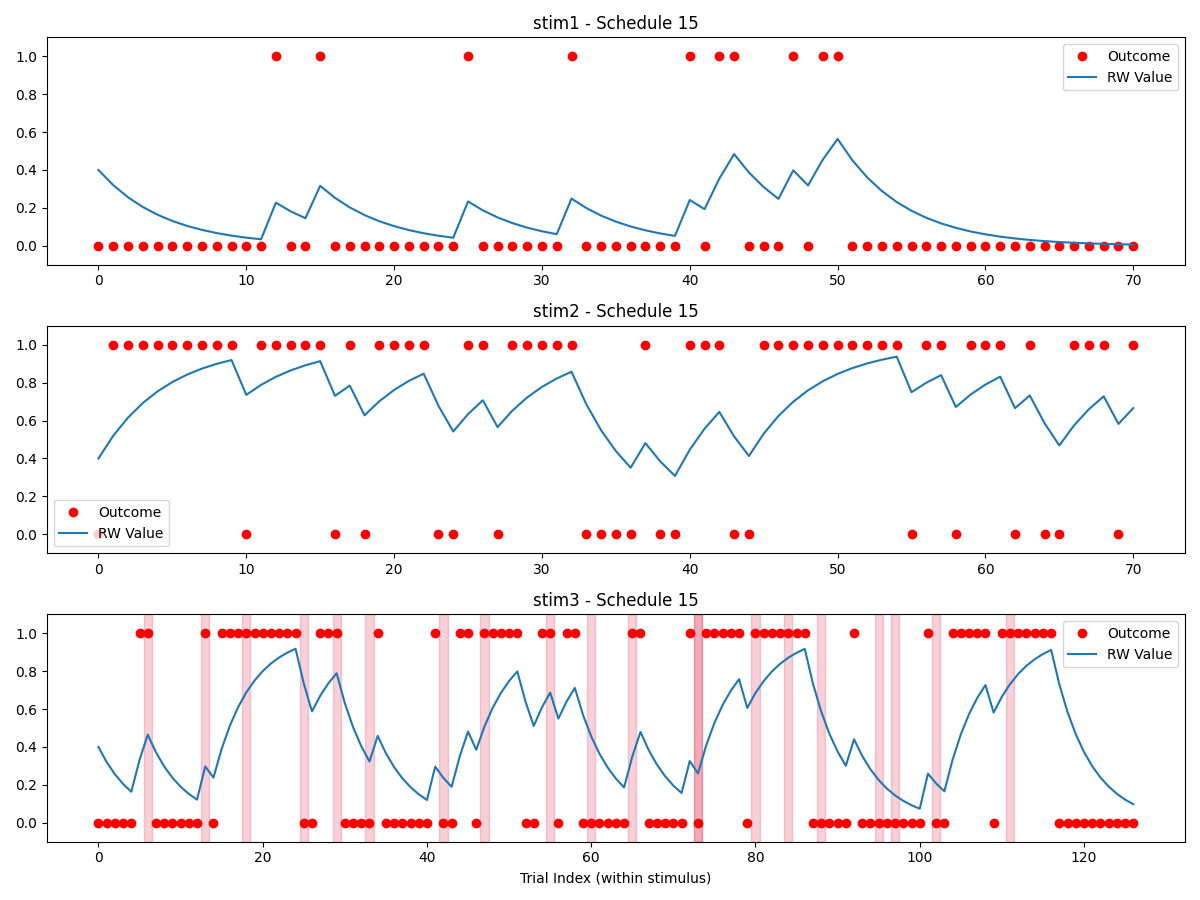 stim1 - Schedule 15
1.0
0.8
0.6
0.4
0.2
0.0
Outcome
RW Value
0 10 20 30 40 50 60 70
stim2 - Schedule 15
1.0
0.8
0.6
0.4
0.2
0.0
Outcome
RW Value
0 10 20 30 40 50 60 70
stim3 - Schedule 15
1.0
0.8
0.6
0.4
0.2
0.0
Outcome
RW Value
0 20 40 60 80 100 120
Trial Index (within stimulus)